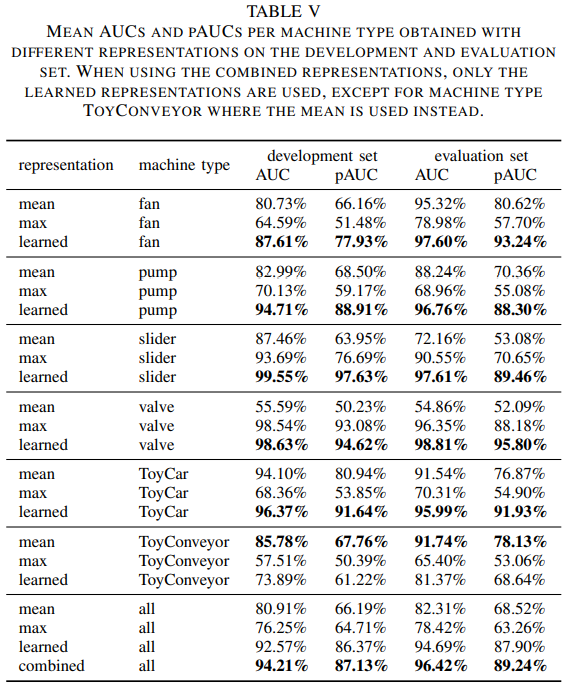 TABLE V
MEAN AUCS AND PAUCS PER MACHINE TYPE OBTAINED WITH
DIFFERENT REPRESENTATIONS ON THE DEVELOPMENT AND EVALUATION
SET. WHEN USING THE COMBINED REPRESENTATIONS, ONLY THE
LEARNED REPRESENTATIONS ARE USED, EXCEPT FOR MACHINE TYPE
TOYCONVEYOR WHERE THE MEAN IS USED INSTEAD.
representation machine type development set evaluation set
AUC pAUC AUC pAUC
mean fan 80.73% 66.16% 95.32% 80.62%
max fan 64.59% 51.48% 78.98% 57.70%
learned fan 87.61% 77.93% 97.60% 93.24%
mean pump 82.99% 68.50% 88.24% 70.36%
max pump 70.13% 59.17% 68.96% 55.08%
learned pump 94.71% 88.91% 96.76% 88.30%
mean slider 87.46% 63.95% 72.16% 53.08%
max slider 93.69% 76.69% 90.55% 70.65%
learned slider 99.55% 97.63% 97.61% 89.46%
mean valve 55.59% 50.23% 54.86% 52.09%
max valve 98.54% 93.08% 96.35% 88.18%
learned valve 98.63% 94.62% 98.81% 95.80%
mean ToyCar 94.10% 80.94% 91.54% 76.87%
max ToyCar 68.36% 53.85% 70.31% 54.90%
learned ToyCar 96.37% 91.64% 95.99% 91.93%
mean ToyConveyor 85.78% 67.76% 91.74% 78.13%
max ToyConveyor 57.51% 50.39% 65.40% 53.06%
learned ToyConveyor 73.89% 61.22% 81.37% 68.64%
mean all 80.91% 66.19% 82.31% 68.52%
max all 76.25% 64.71% 78.42% 63.26%
learned all 92.57% 86.37% 94.69% 87.90%
combined all 94.21% 87.13% 96.42% 89.24%